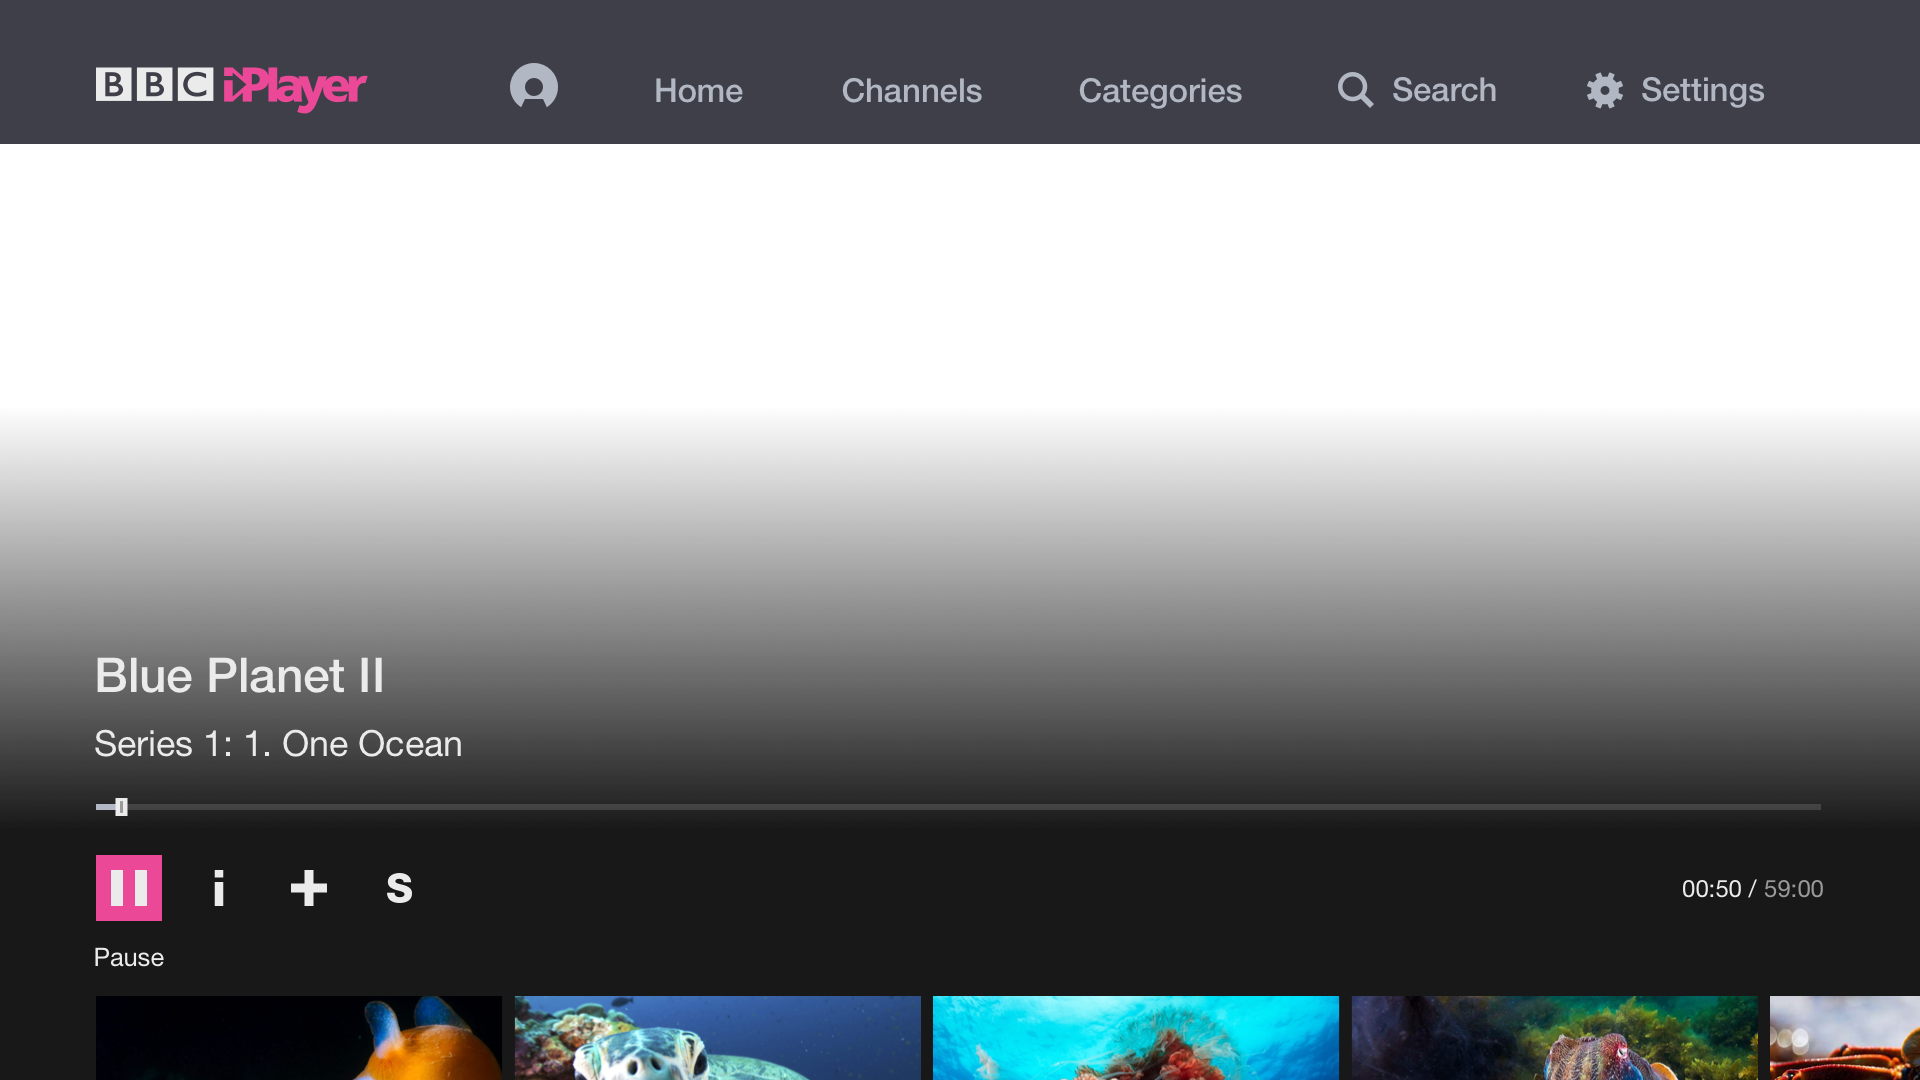 BBC iPlayer
Home
Channels
Categories
Search
Settings
Blue Planet II
Series 1: 1. One Ocean
i
S
00:50 / 59:00
Pause